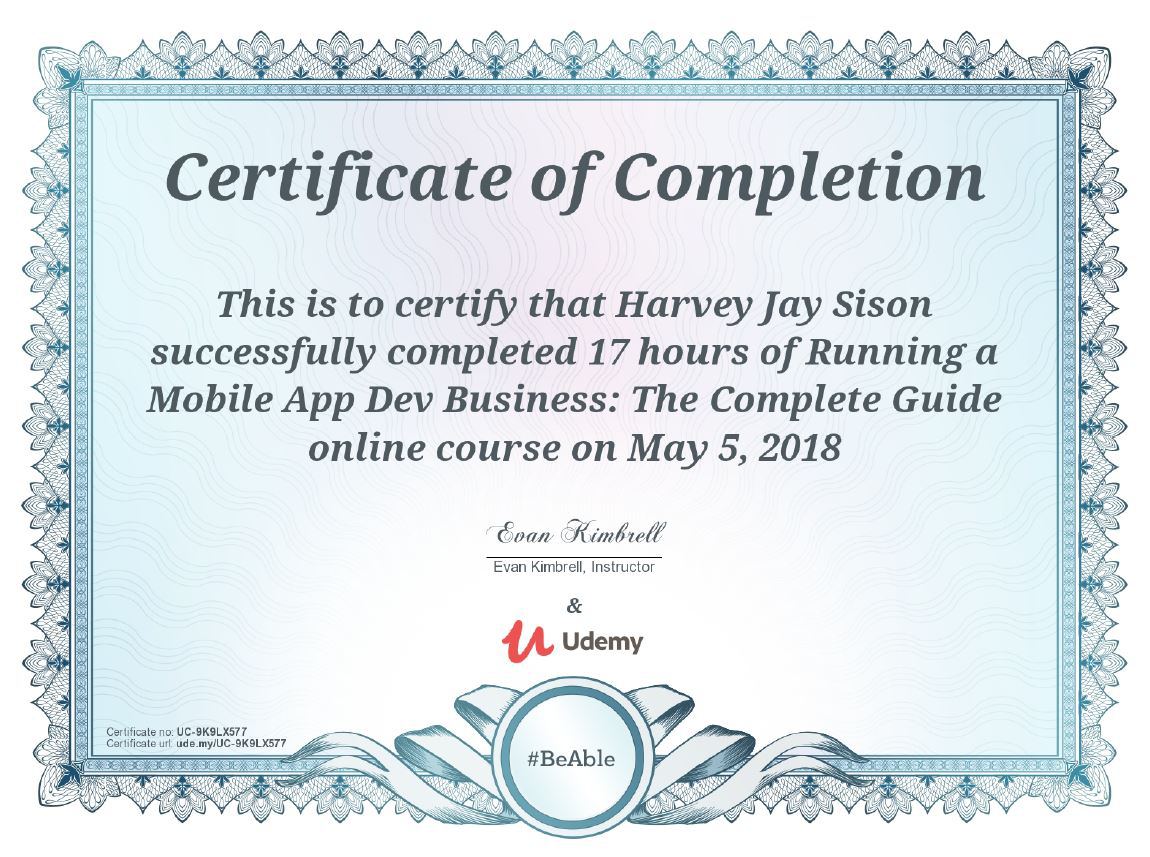 Certificate of Completion
This is to certify that Harvey Jay Sison
successfully completed 17 hours of Running a
Mobile App Dev Business: The Complete Guide
online course on May 5, 2018
Evan Kimbrell
Evan Kimbrell, Instructor
&
Udemy
Certificate no: UC-9K9LX577
Certificate url: ude.my/UC-9K9LX577
#BeAble